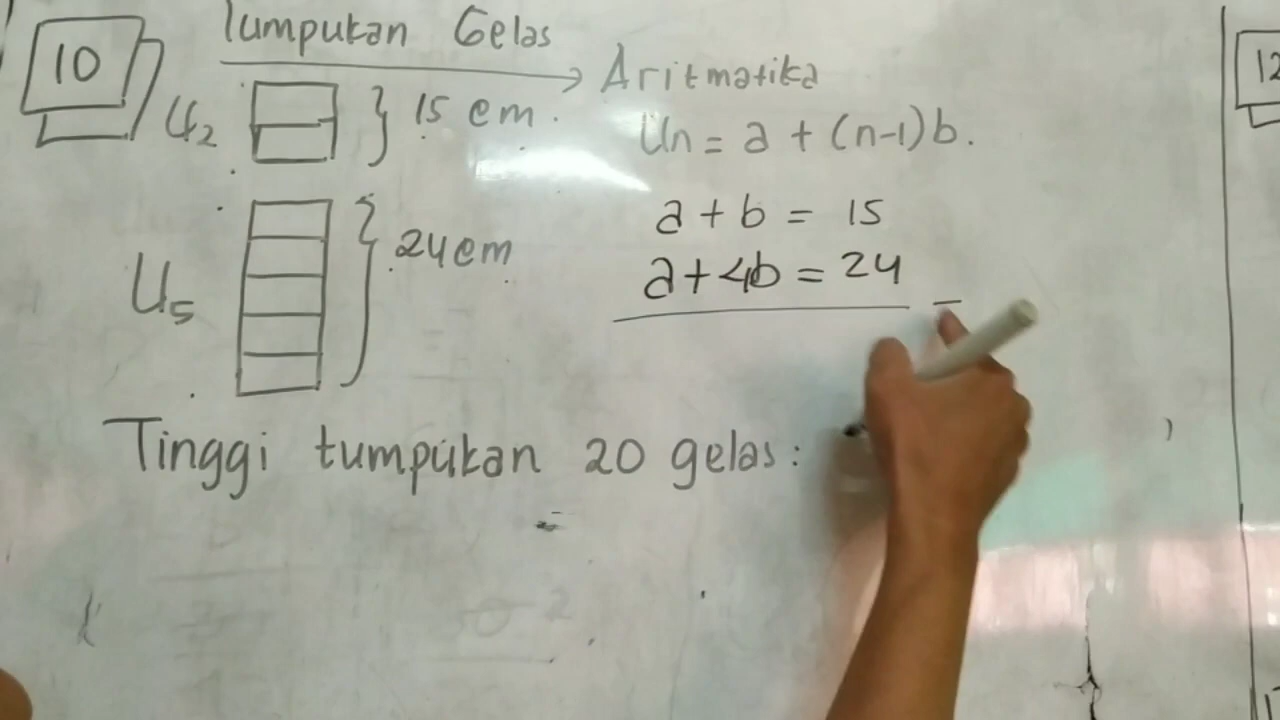 10
Tumpukan Gelas
Aritmatika
U2
15 cm.
Un = a + (n-1)b.
a + b = 15
a + 4b = 24
U5
24 cm
Tinggi tumpukan 20 gelas:
12